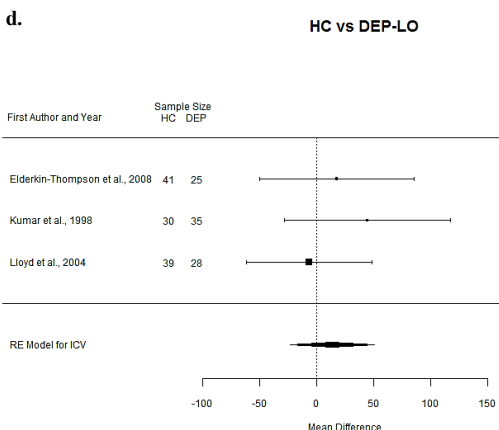 d.
HC vs DEP-LO
Sample Size
First Author and Year HC DEP
Elderkin-Thompson et al., 2008 41 25
Kumar et al., 1998 30 35
Lloyd et al., 2004 39 28
RE Model for ICV
-100 -50 0 50 100 150
Mean Difference